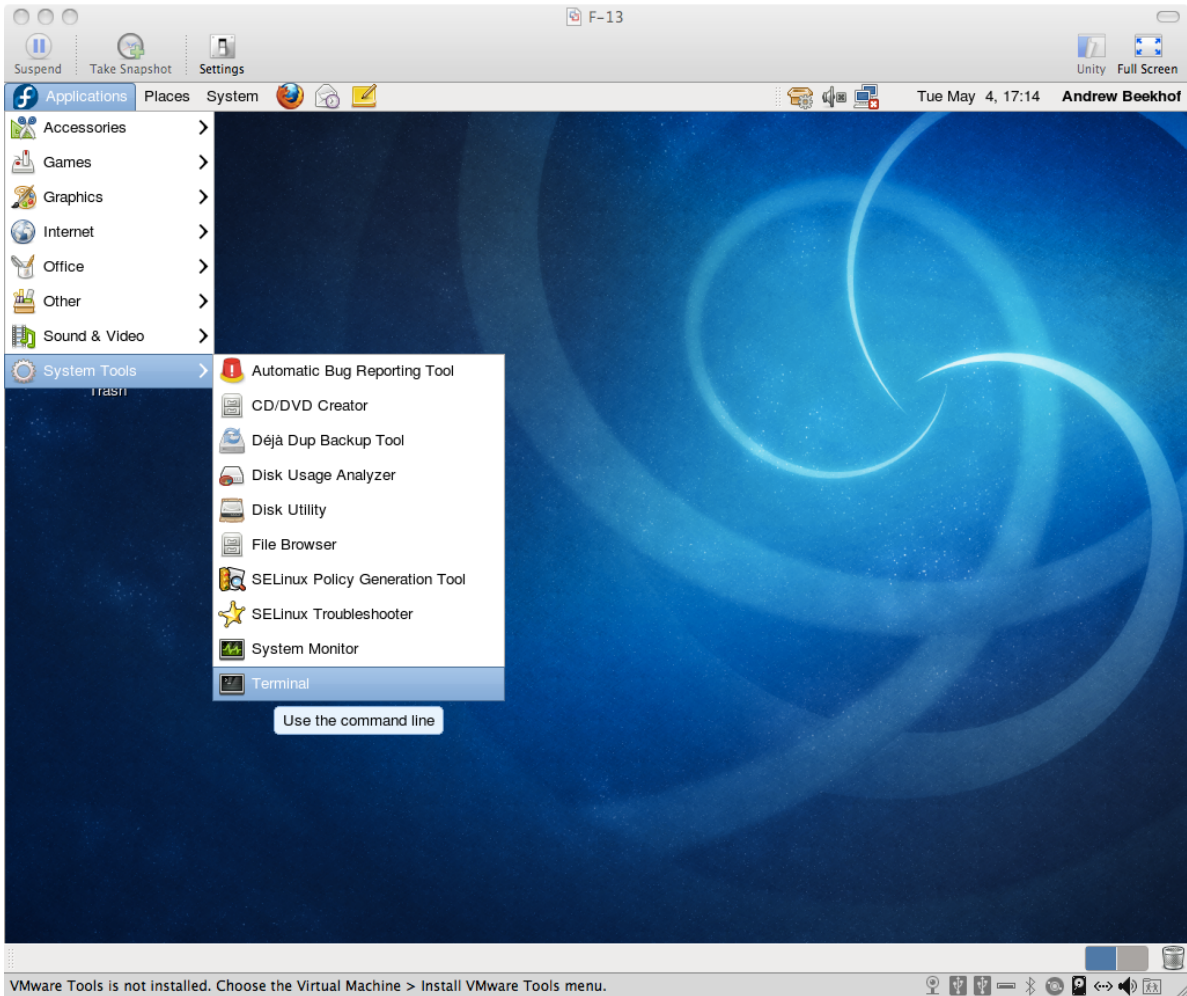 F-13
Suspend Take Snapshot Settings Unity Full Screen
Applications Places System Tue May 4, 17:14 Andrew Beekhof
Accessories
Games
Graphics
Internet
Office
Other
Sound & Video
System Tools
Trash
Automatic Bug Reporting Tool
CD/DVD Creator
Déjà Dup Backup Tool
Disk Usage Analyzer
Disk Utility
File Browser
SELinux Policy Generation Tool
SELinux Troubleshooter
System Monitor
Terminal
Use the command line
VMware Tools is not installed. Choose the Virtual Machine > Install VMware Tools menu.